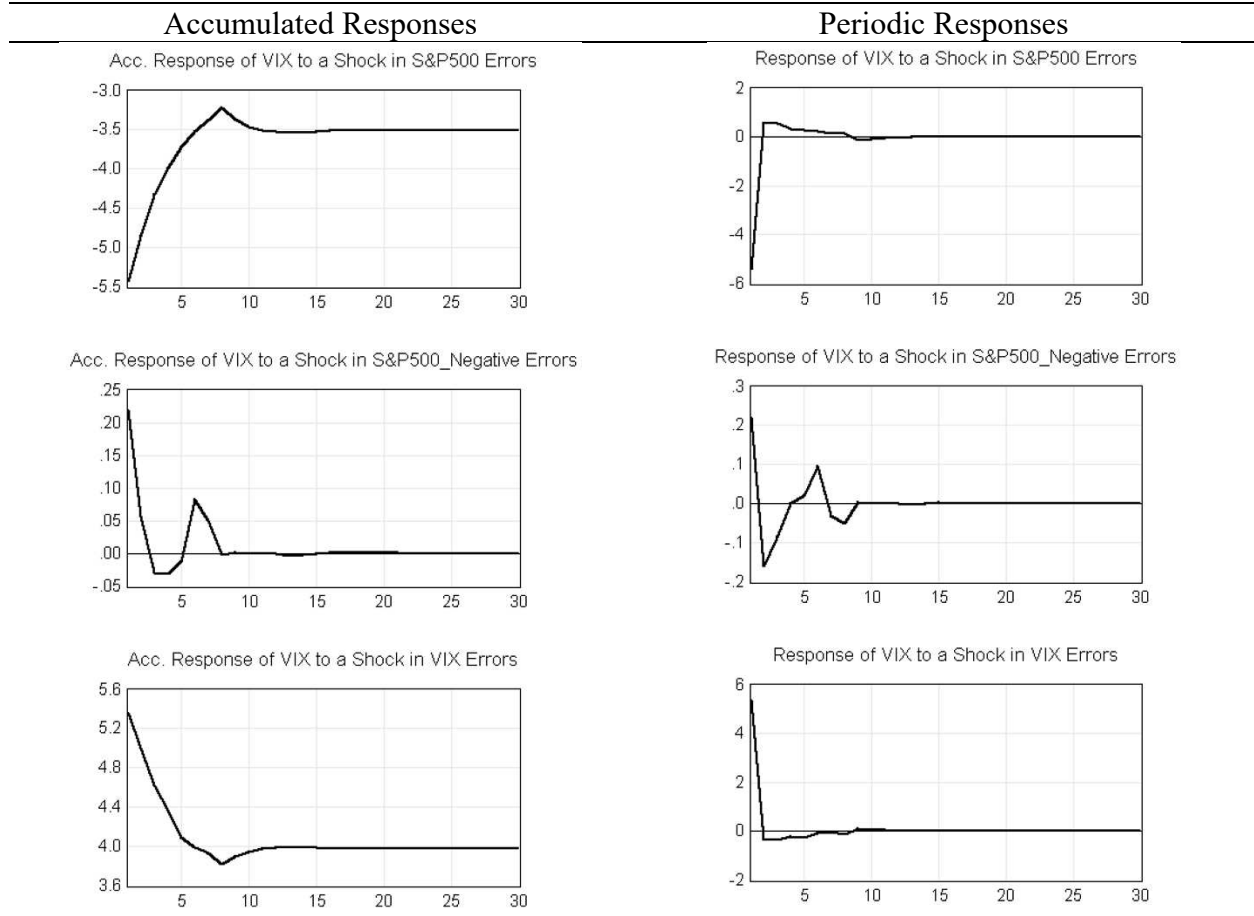 Accumulated Responses Periodic Responses
Acc. Response of VIX to a Shock in S&P500 Errors
-3.0
-3.5
-4.0
-4.5
-5.0
-5.5
5 10 15 20 25 30
Response of VIX to a Shock in S&P500 Errors
2
0
-2
-4
-6
5 10 15 20 25 30
Acc. Response of VIX to a Shock in S&P500_Negative Errors
.25
.20
.15
.10
.05
.00
-.05
5 10 15 20 25 30
Response of VIX to a Shock in S&P500_Negative Errors
.3
.2
.1
.0
-.1
-.2
5 10 15 20 25 30
Acc. Response of VIX to a Shock in VIX Errors
5.6
5.2
4.8
4.4
4.0
3.6
5 10 15 20 25 30
Response of VIX to a Shock in VIX Errors
6
4
2
0
-2
5 10 15 20 25 30